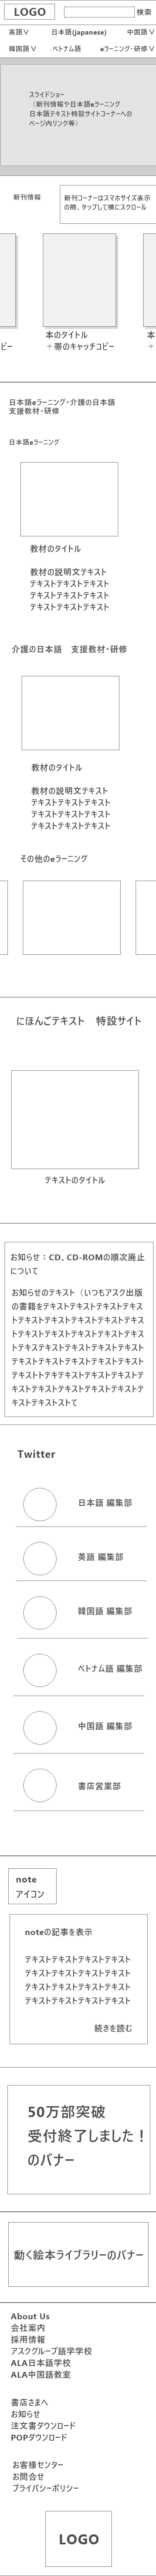 LOGO 検索
英語∨ 日本語(japanese) 中国語∨
韓国語∨ ベトナム語 eラーニング・研修∨
スライドショー
（新刊情報や日本語eラーニング
日本語テキスト特設サイトコーナーへの
ページ内リンク等）
新刊情報
新刊コーナーはスマホサイズ表示
の際、タップして横にスクロール
本のタイトル 本
ピー ＋帯のキャッチコピー ＋
日本語eラーニング・介護の日本語
支援教材・研修
日本語eラーニング
教材のタイトル
教材の説明文テキスト
テキストテキストテキスト
テキストテキストテキスト
テキストテキストテキスト
介護の日本語　支援教材・研修
教材のタイトル
教材の説明文テキスト
テキストテキストテキスト
テキストテキストテキスト
テキストテキストテキスト
その他のeラーニング
にほんごテキスト　特設サイト
テキストのタイトル
お知らせ：CD、CD-ROMの順次廃止
について
お知らせのテキスト（いつもアスク出版
の書籍をテキストテキストテキストテキス
トテキストテキストテキストテキストテキス
トテキストテキストテキストテキストテキス
トテキステキストテキストテキストテキスト
テキストテキストテキストテキストテキスト
テキストトテキテキストテキストテキストテ
キストテキストテキストテキストテキストテ
キストテキストストて
Twitter
日本語 編集部
英語 編集部
韓国語 編集部
ベトナム語 編集部
中国語 編集部
書店営業部
note
アイコン
noteの記事を表示
テキストテキストテキストテキスト
テキストテキストテキストテキスト
テキストテキストテキストテキスト
テキストテキストテキストテキスト
続きを読む
50万部突破
受付終了しました！
のバナー
動く絵本ライブラリーのバナー
About Us
会社案内
採用情報
アスクグループ語学学校
ALA日本語学校
ALA中国語教室
書店さまへ
お知らせ
注文書ダウンロード
POPダウンロード
お客様センター
お問合せ
プライバシーポリシー
LOGO